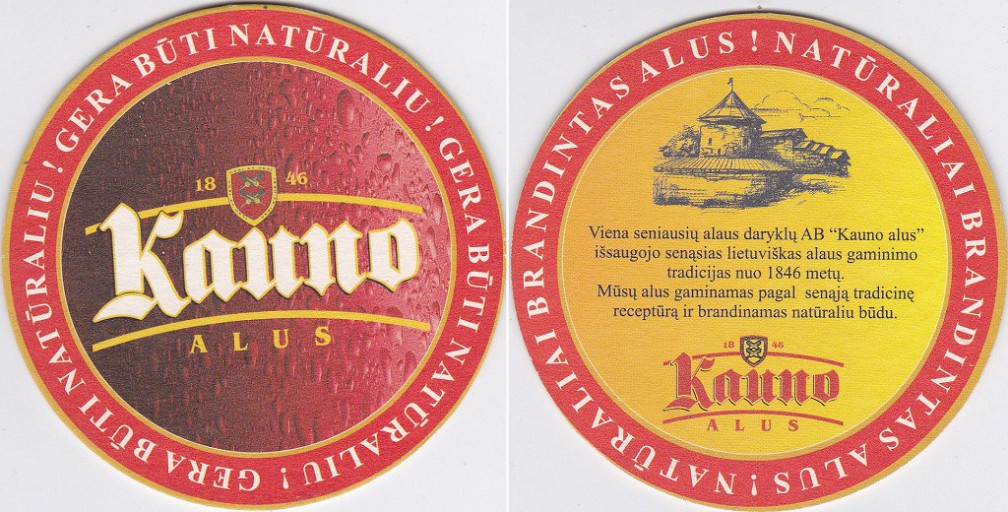 GERA BŪTI NATŪRALIU! GERA BŪTI NATŪRALIU! GERA BŪTI NATŪRALIU!
18 46
Kauno
ALUS
NATŪRALIAI BRANDINTAS ALUS! NATŪRALIAI BRANDINTAS ALUS!
Viena seniausių alaus daryklų AB “Kauno alus”
išsaugojo senąsias lietuviškas alaus gaminimo
tradicijas nuo 1846 metų.
Mūsų alus gaminamas pagal senają tradicinę
receptūrą ir brandinamas natūraliu būdu.
18 46
Kauno
ALUS